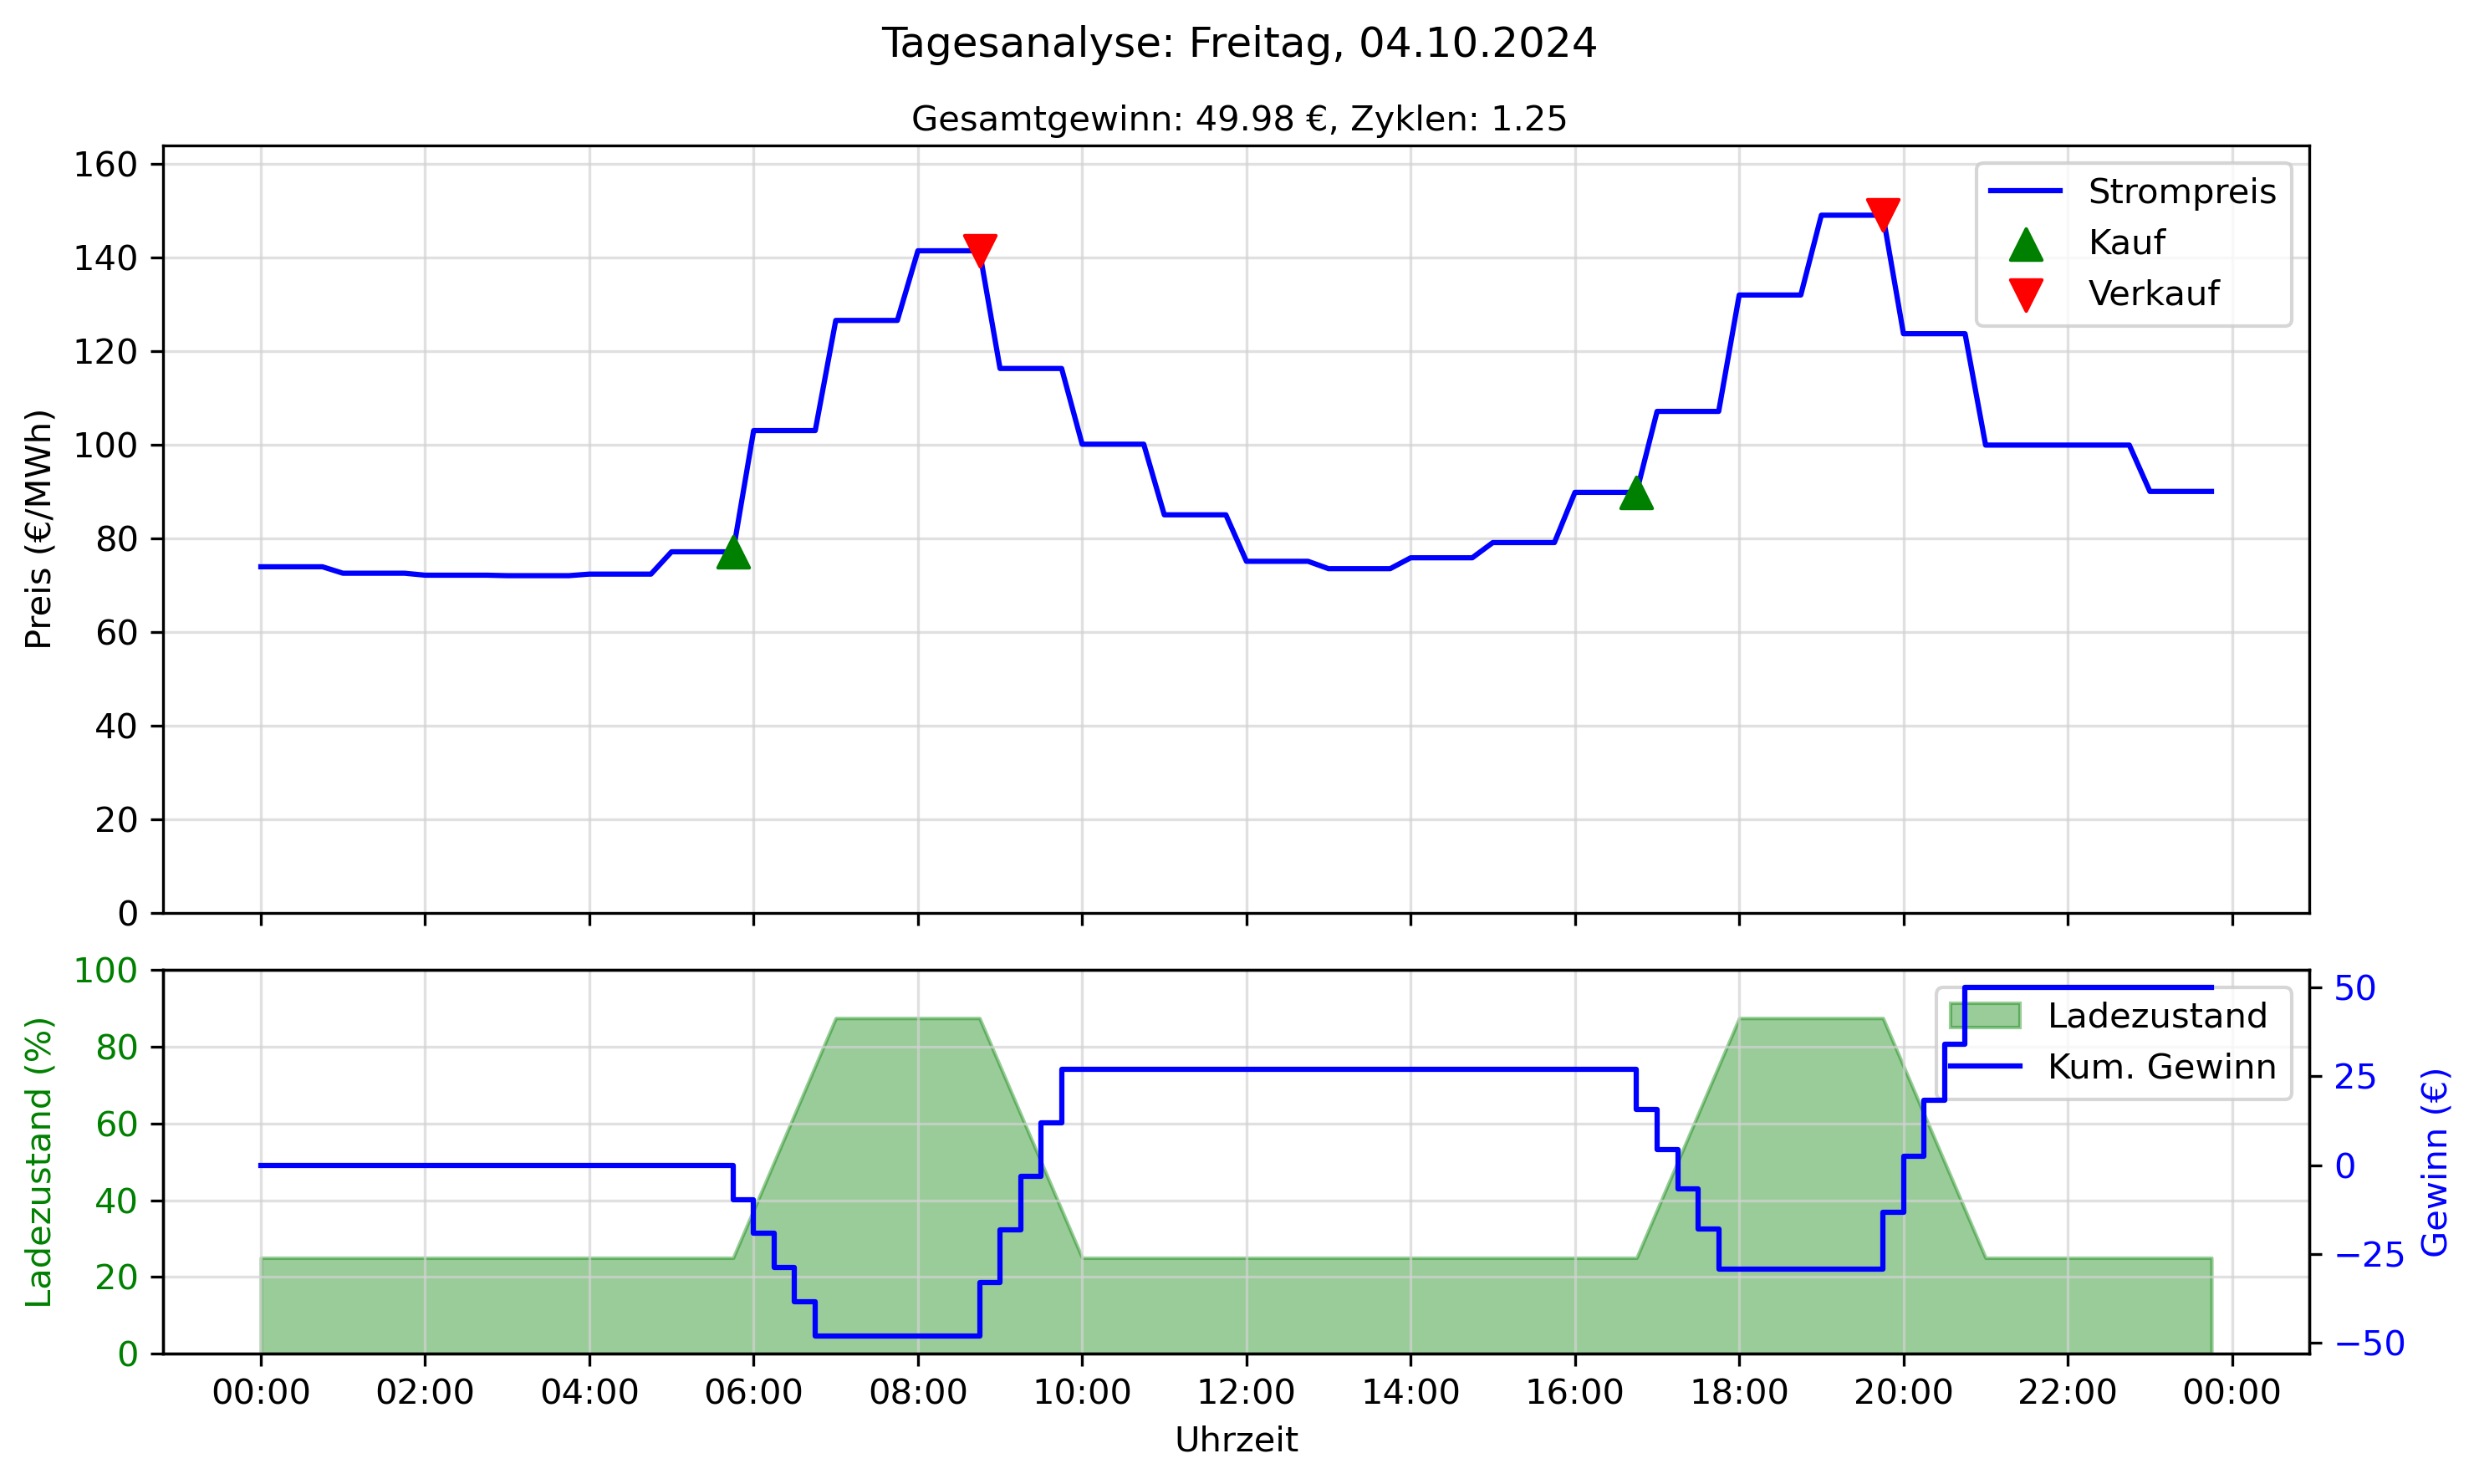 Tagesanalyse: Freitag, 04.10.2024
Gesamtgewinn: 49.98 €, Zyklen: 1.25
Preis (€/MWh)
160
140
120
100
80
60
40
20
0
Strompreis
Kauf
Verkauf
Ladezustand (%)
100
80
60
40
20
0
Ladezustand
Kum. Gewinn
50
25
0
−25
−50
Gewinn (€)
00:00 02:00 04:00 06:00 08:00 10:00 12:00 14:00 16:00 18:00 20:00 22:00 00:00
Uhrzeit